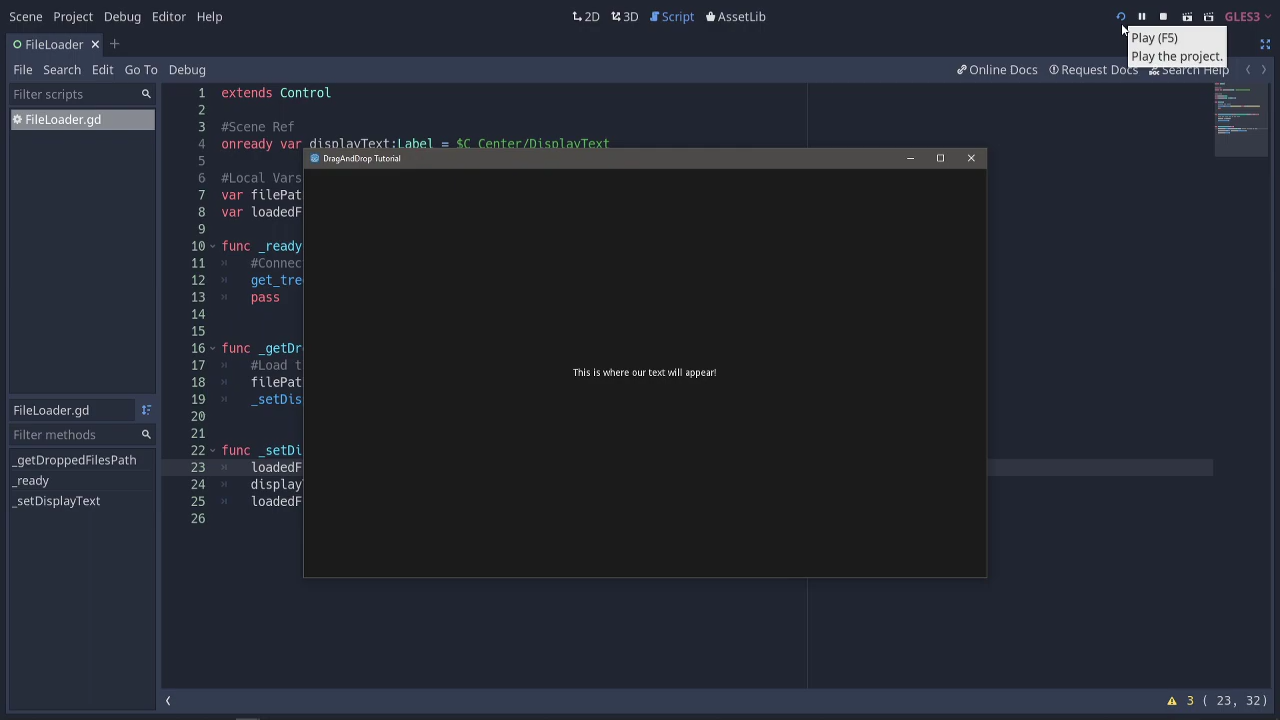 Scene Project Debug Editor Help
2D 3D Script AssetLib
GLES3
FileLoader
Play (F5)
Play the project.
File Search Edit Go To Debug
Online Docs Request Docs Search Help
Filter scripts
FileLoader.gd
FileLoader.gd
Filter methods
_getDroppedFilesPath
_ready
_setDisplayText
1 extends Control
2
3 #Scene Ref
4 onready var displayText:Label = $C_Center/DisplayText
5
6 #Local Vars
7 var filePat
8 var loadedF
9
10 func _ready
11 #Connec
12 get_tre
13 pass
14
15
16 func _getDr
17 #Load t
18 filePat
19 _setDis
20
21
22 func _setDi
23 loadedF
24 display
25 loadedF
26
DragAndDrop Tutorial
This is where our text will appear!
3 ( 23, 32)